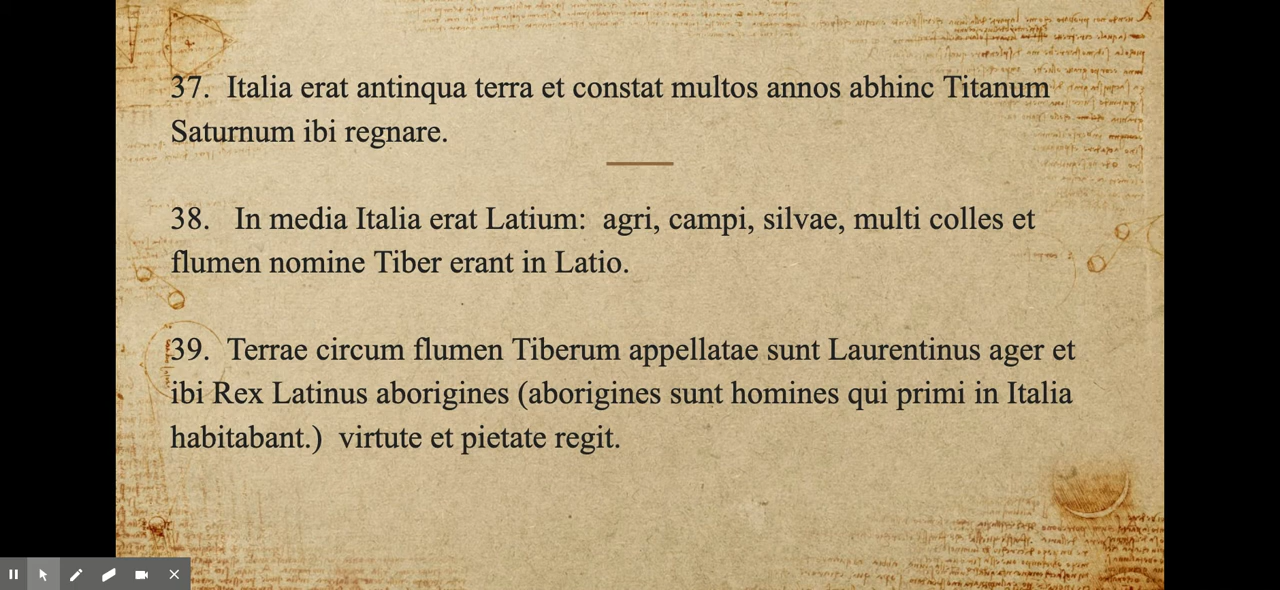 37. Italia erat antinqua terra et constat multos annos abhinc Titanum
Saturnum ibi regnare.
38. In media Italia erat Latium: agri, campi, silvae, multi colles et
flumen nomine Tiber erant in Latio.
39. Terrae circum flumen Tiberum appellatae sunt Laurentinus ager et
ibi Rex Latinus aborigines (aborigines sunt homines qui primi in Italia
habitabant.) virtute et pietate regit.